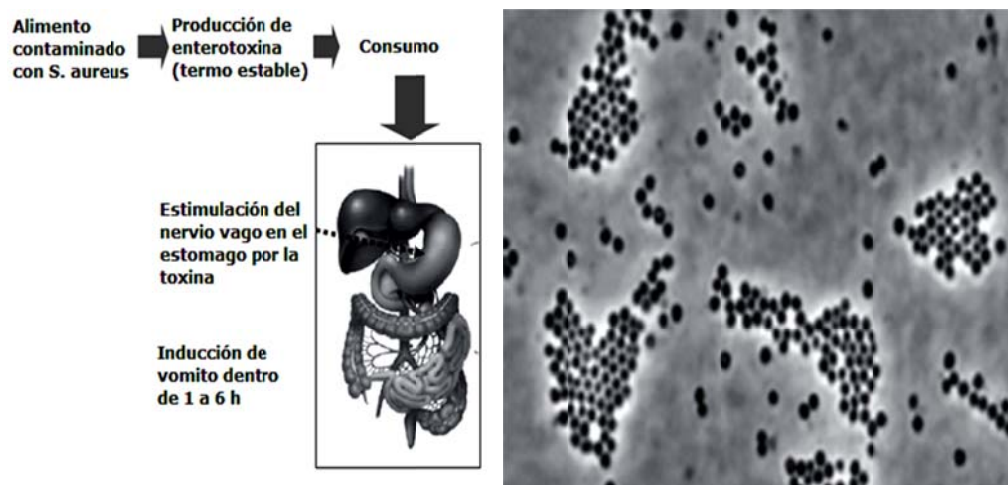 Alimento
contaminado
con S. aureus
Producción de
enterotoxina
(termo estable)
Consumo
Estimulación del
nervio vago en el
estomago por la
toxina
Inducción de
vomito dentro
de 1 a 6 h